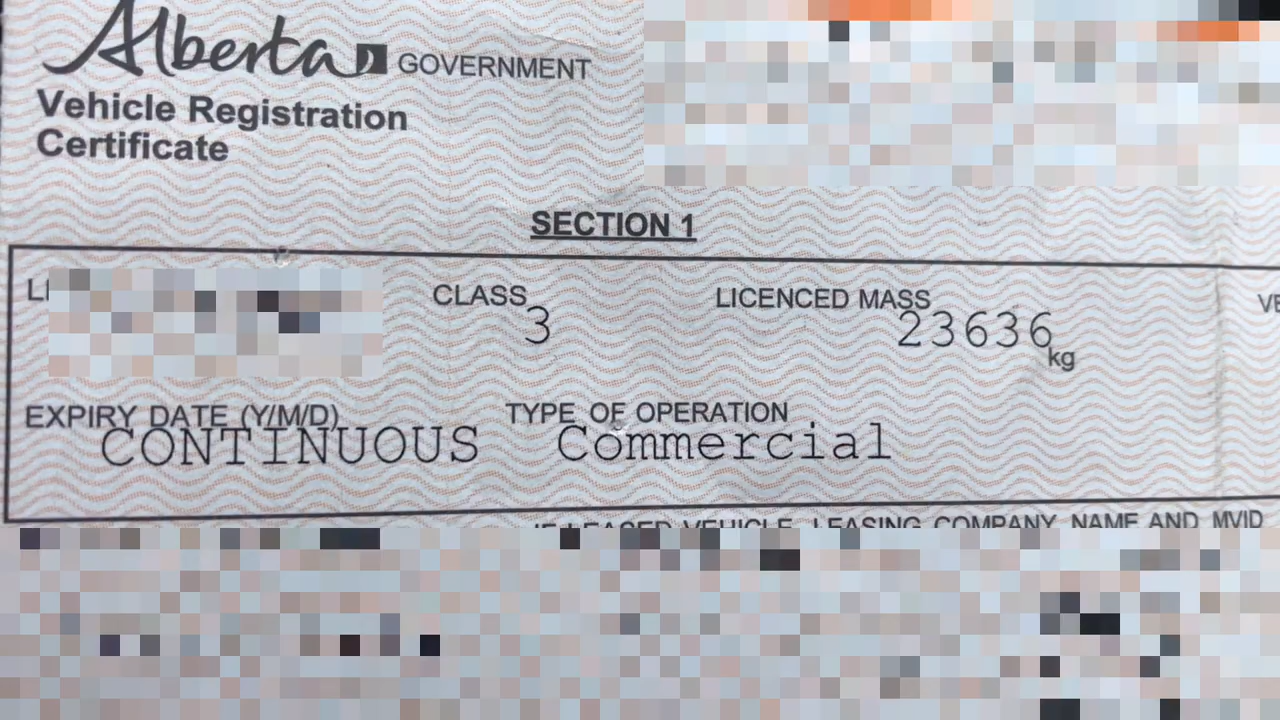 Alberta GOVERNMENT
Vehicle Registration
Certificate
SECTION 1
CLASS 3
LICENCED MASS 23636 kg
EXPIRY DATE (Y/M/D) CONTINUOUS
TYPE OF OPERATION Commercial
LEASED VEHICLE, LEASING COMPANY NAME AND MVID